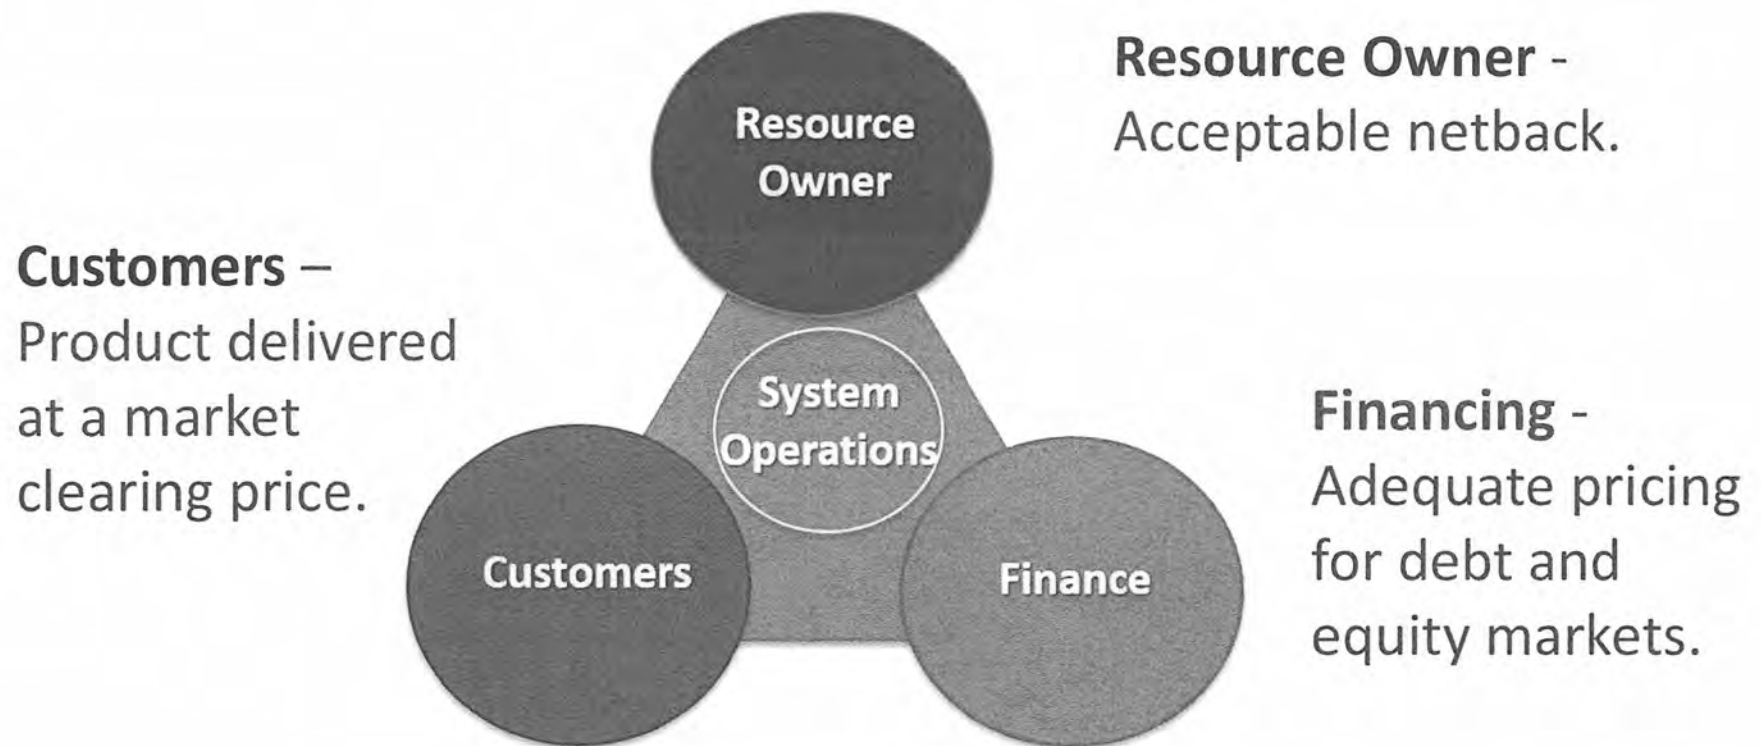 Resource
Owner
Resource Owner -
Acceptable netback.
Customers –
Product delivered
at a market
clearing price.
System
Operations
Financing -
Adequate pricing
for debt and
equity markets.
Customers
Finance